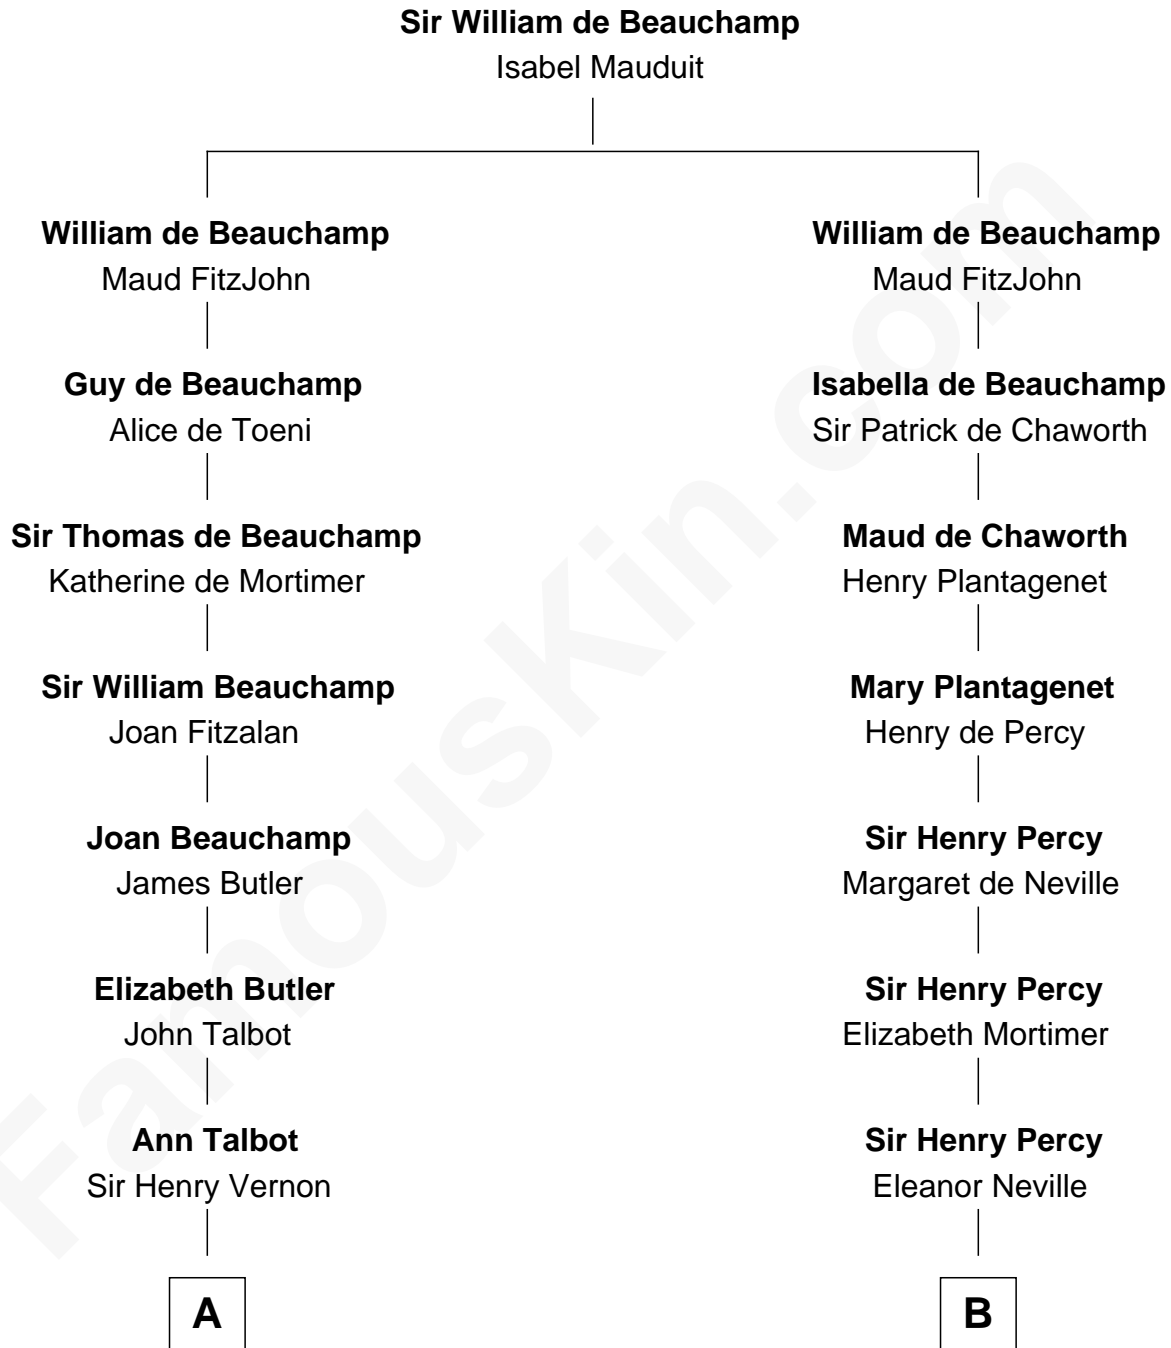 Sir William de Beauchamp
Isabel Mauduit
William de Beauchamp
Maud FitzJohn
William de Beauchamp
Maud FitzJohn
Guy de Beauchamp
Alice de Toeni
Isabella de Beauchamp
Sir Patrick de Chaworth
Sir Thomas de Beauchamp
Katherine de Mortimer
Maud de Chaworth
Henry Plantagenet
Sir William Beauchamp
Joan Fitzalan
Mary Plantagenet
Henry de Percy
Joan Beauchamp
James Butler
Sir Henry Percy
Margaret de Neville
Elizabeth Butler
John Talbot
Sir Henry Percy
Elizabeth Mortimer
Ann Talbot
Sir Henry Vernon
Sir Henry Percy
Eleanor Neville
A
B
FamousKin.com